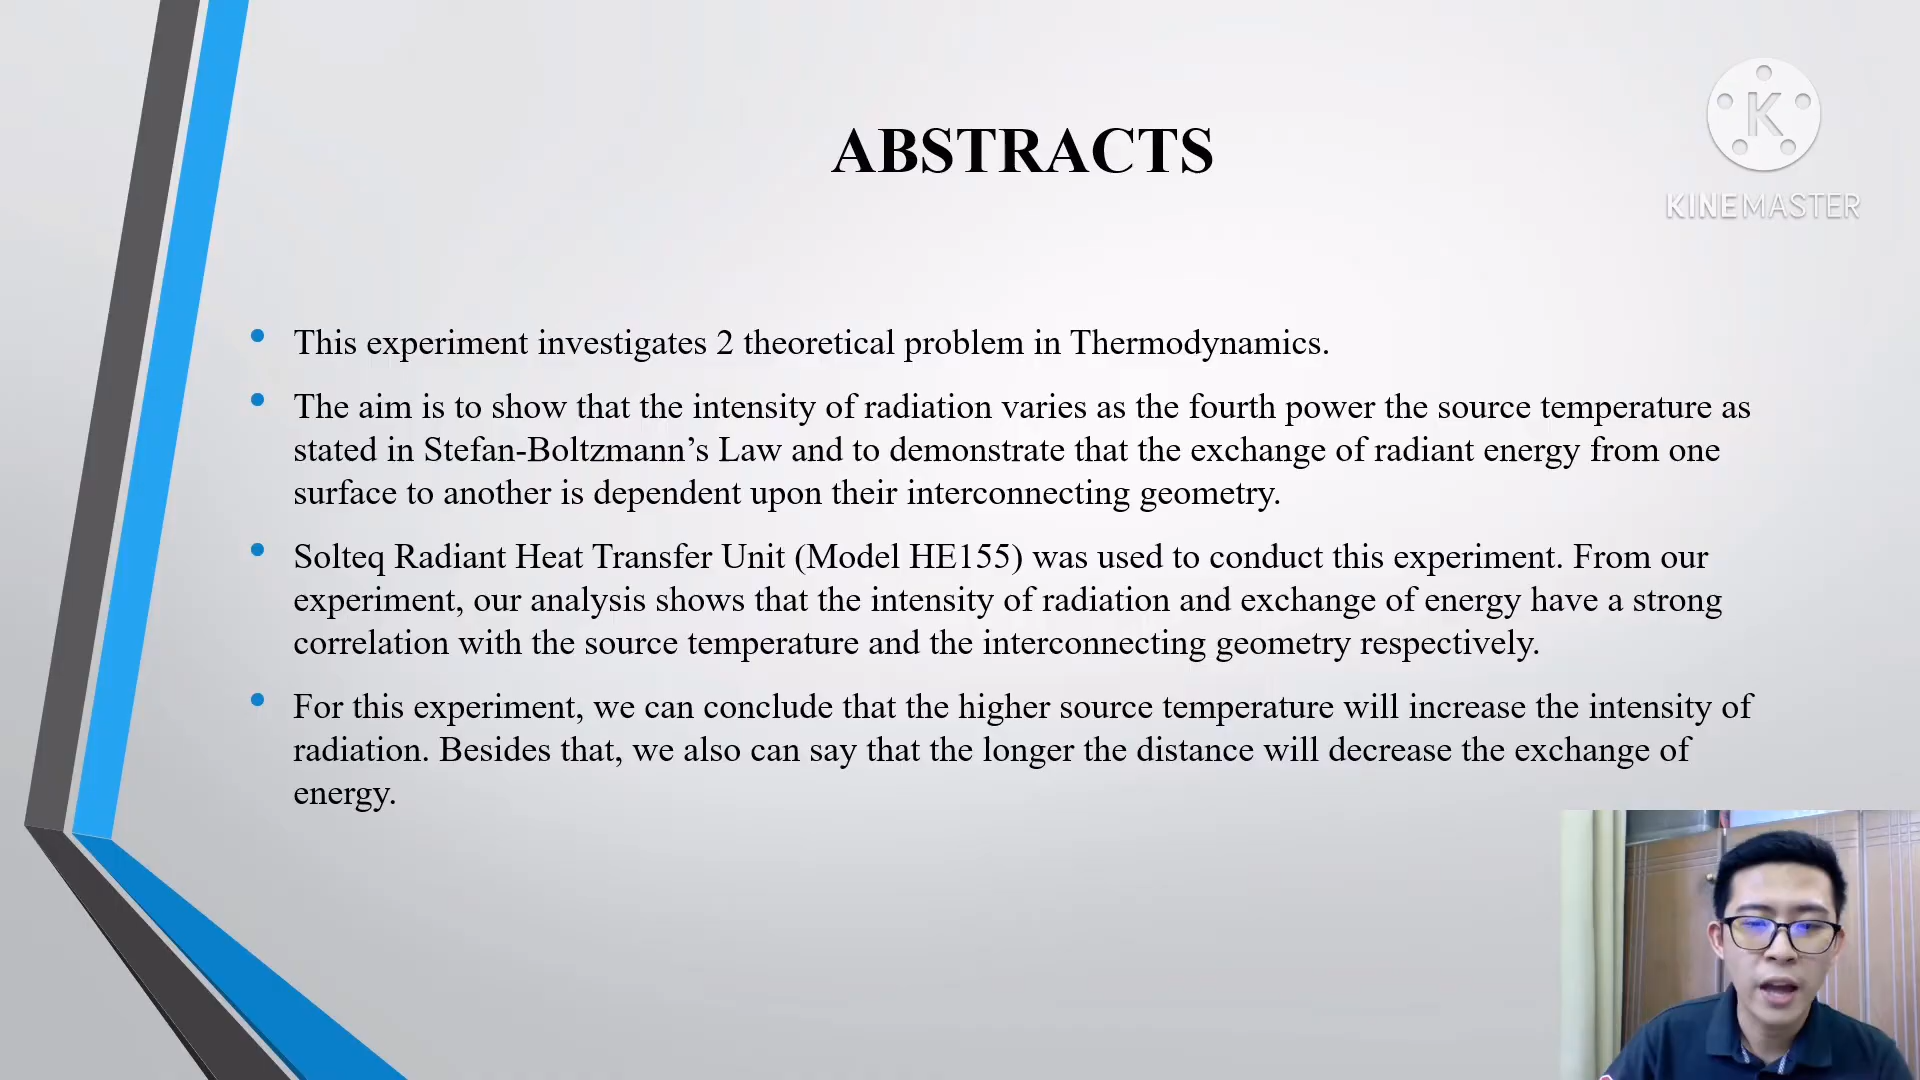 ABSTRACTS
K
KINEMASTER
• This experiment investigates 2 theoretical problem in Thermodynamics.
• The aim is to show that the intensity of radiation varies as the fourth power the source temperature as
stated in Stefan-Boltzmann’s Law and to demonstrate that the exchange of radiant energy from one
surface to another is dependent upon their interconnecting geometry.
• Solteq Radiant Heat Transfer Unit (Model HE155) was used to conduct this experiment. From our
experiment, our analysis shows that the intensity of radiation and exchange of energy have a strong
correlation with the source temperature and the interconnecting geometry respectively.
• For this experiment, we can conclude that the higher source temperature will increase the intensity of
radiation. Besides that, we also can say that the longer the distance will decrease the exchange of
energy.